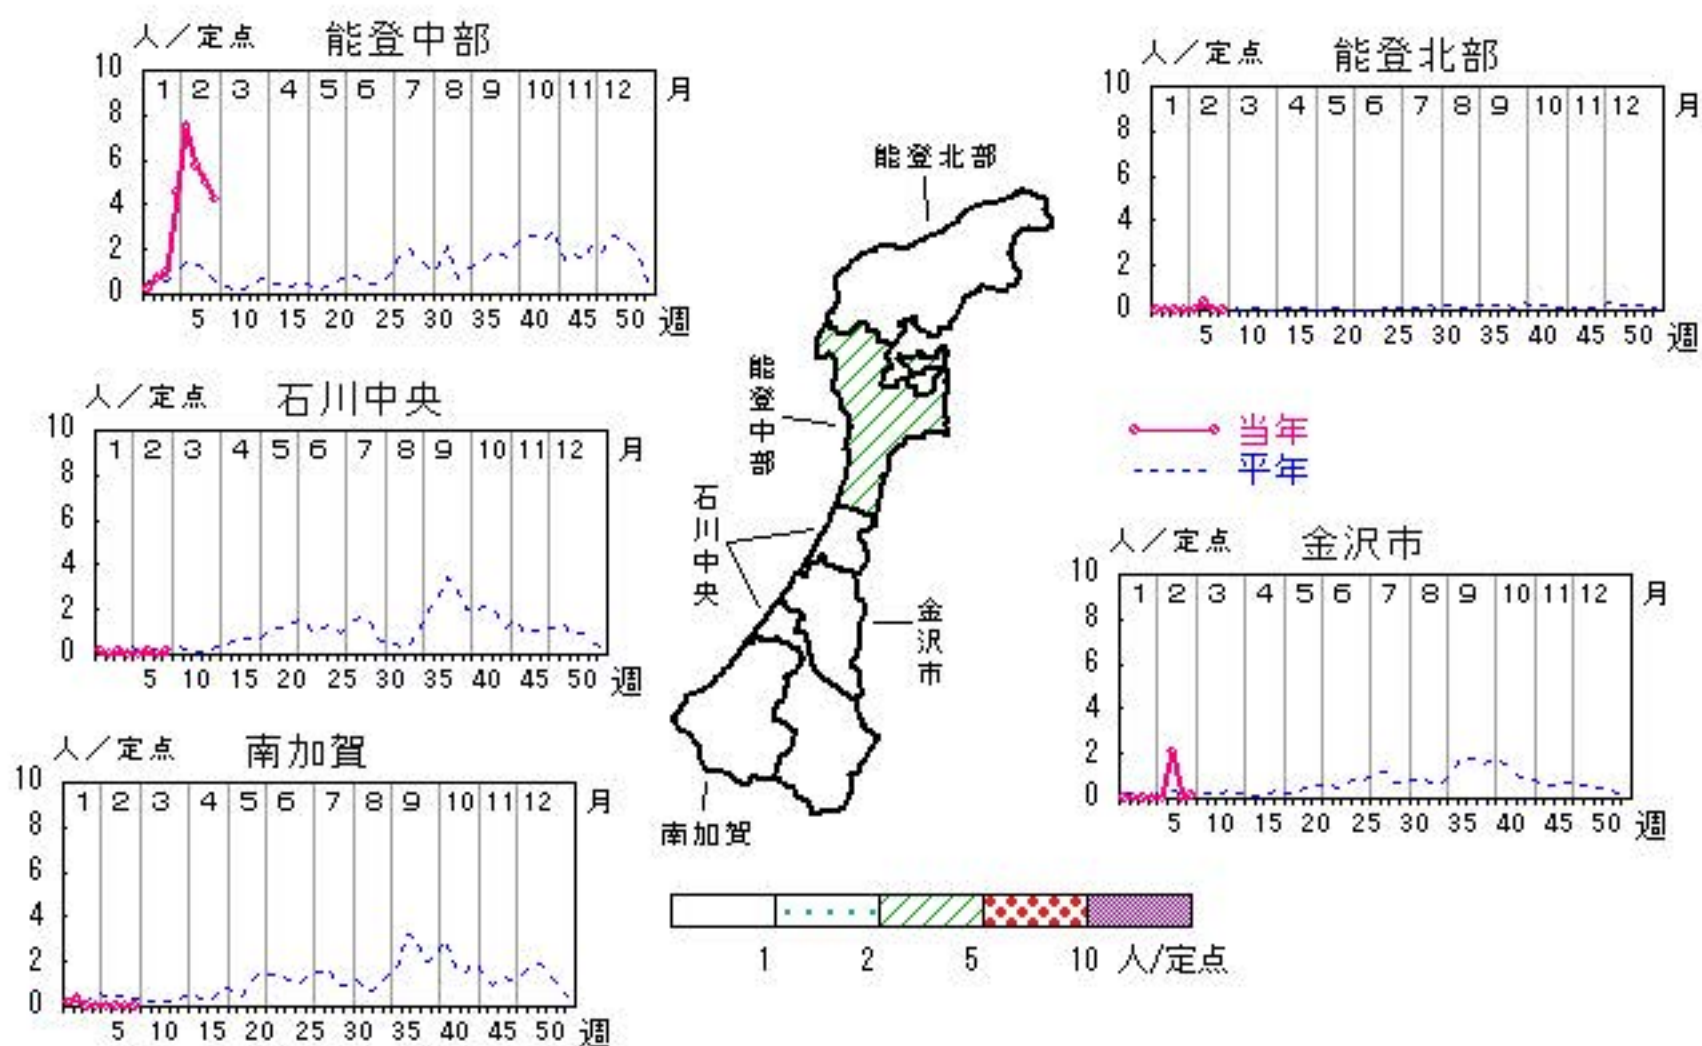 人／定点 能登中部
10 8 6 4 2 0
1 2 3 4 5 6 7 8 9 10 11 12 月
5 10 15 20 25 30 35 40 45 50 週
人／定点 能登北部
10 8 6 4 2 0
1 2 3 4 5 6 7 8 9 10 11 12 月
5 10 15 20 25 30 35 40 45 50 週
人／定点 石川中央
10 8 6 4 2 0
1 2 3 4 5 6 7 8 9 10 11 12 月
5 10 15 20 25 30 35 40 45 50 週
当年
平年
人／定点 金沢市
10 8 6 4 2 0
1 2 3 4 5 6 7 8 9 10 11 12 月
5 10 15 20 25 30 35 40 45 50 週
人／定点 南加賀
10 8 6 4 2 0
1 2 3 4 5 6 7 8 9 10 11 12 月
5 10 15 20 25 30 35 40 45 50 週
能登北部
能登中部
石川中央
金沢市
南加賀
1 2 5 10 人/定点